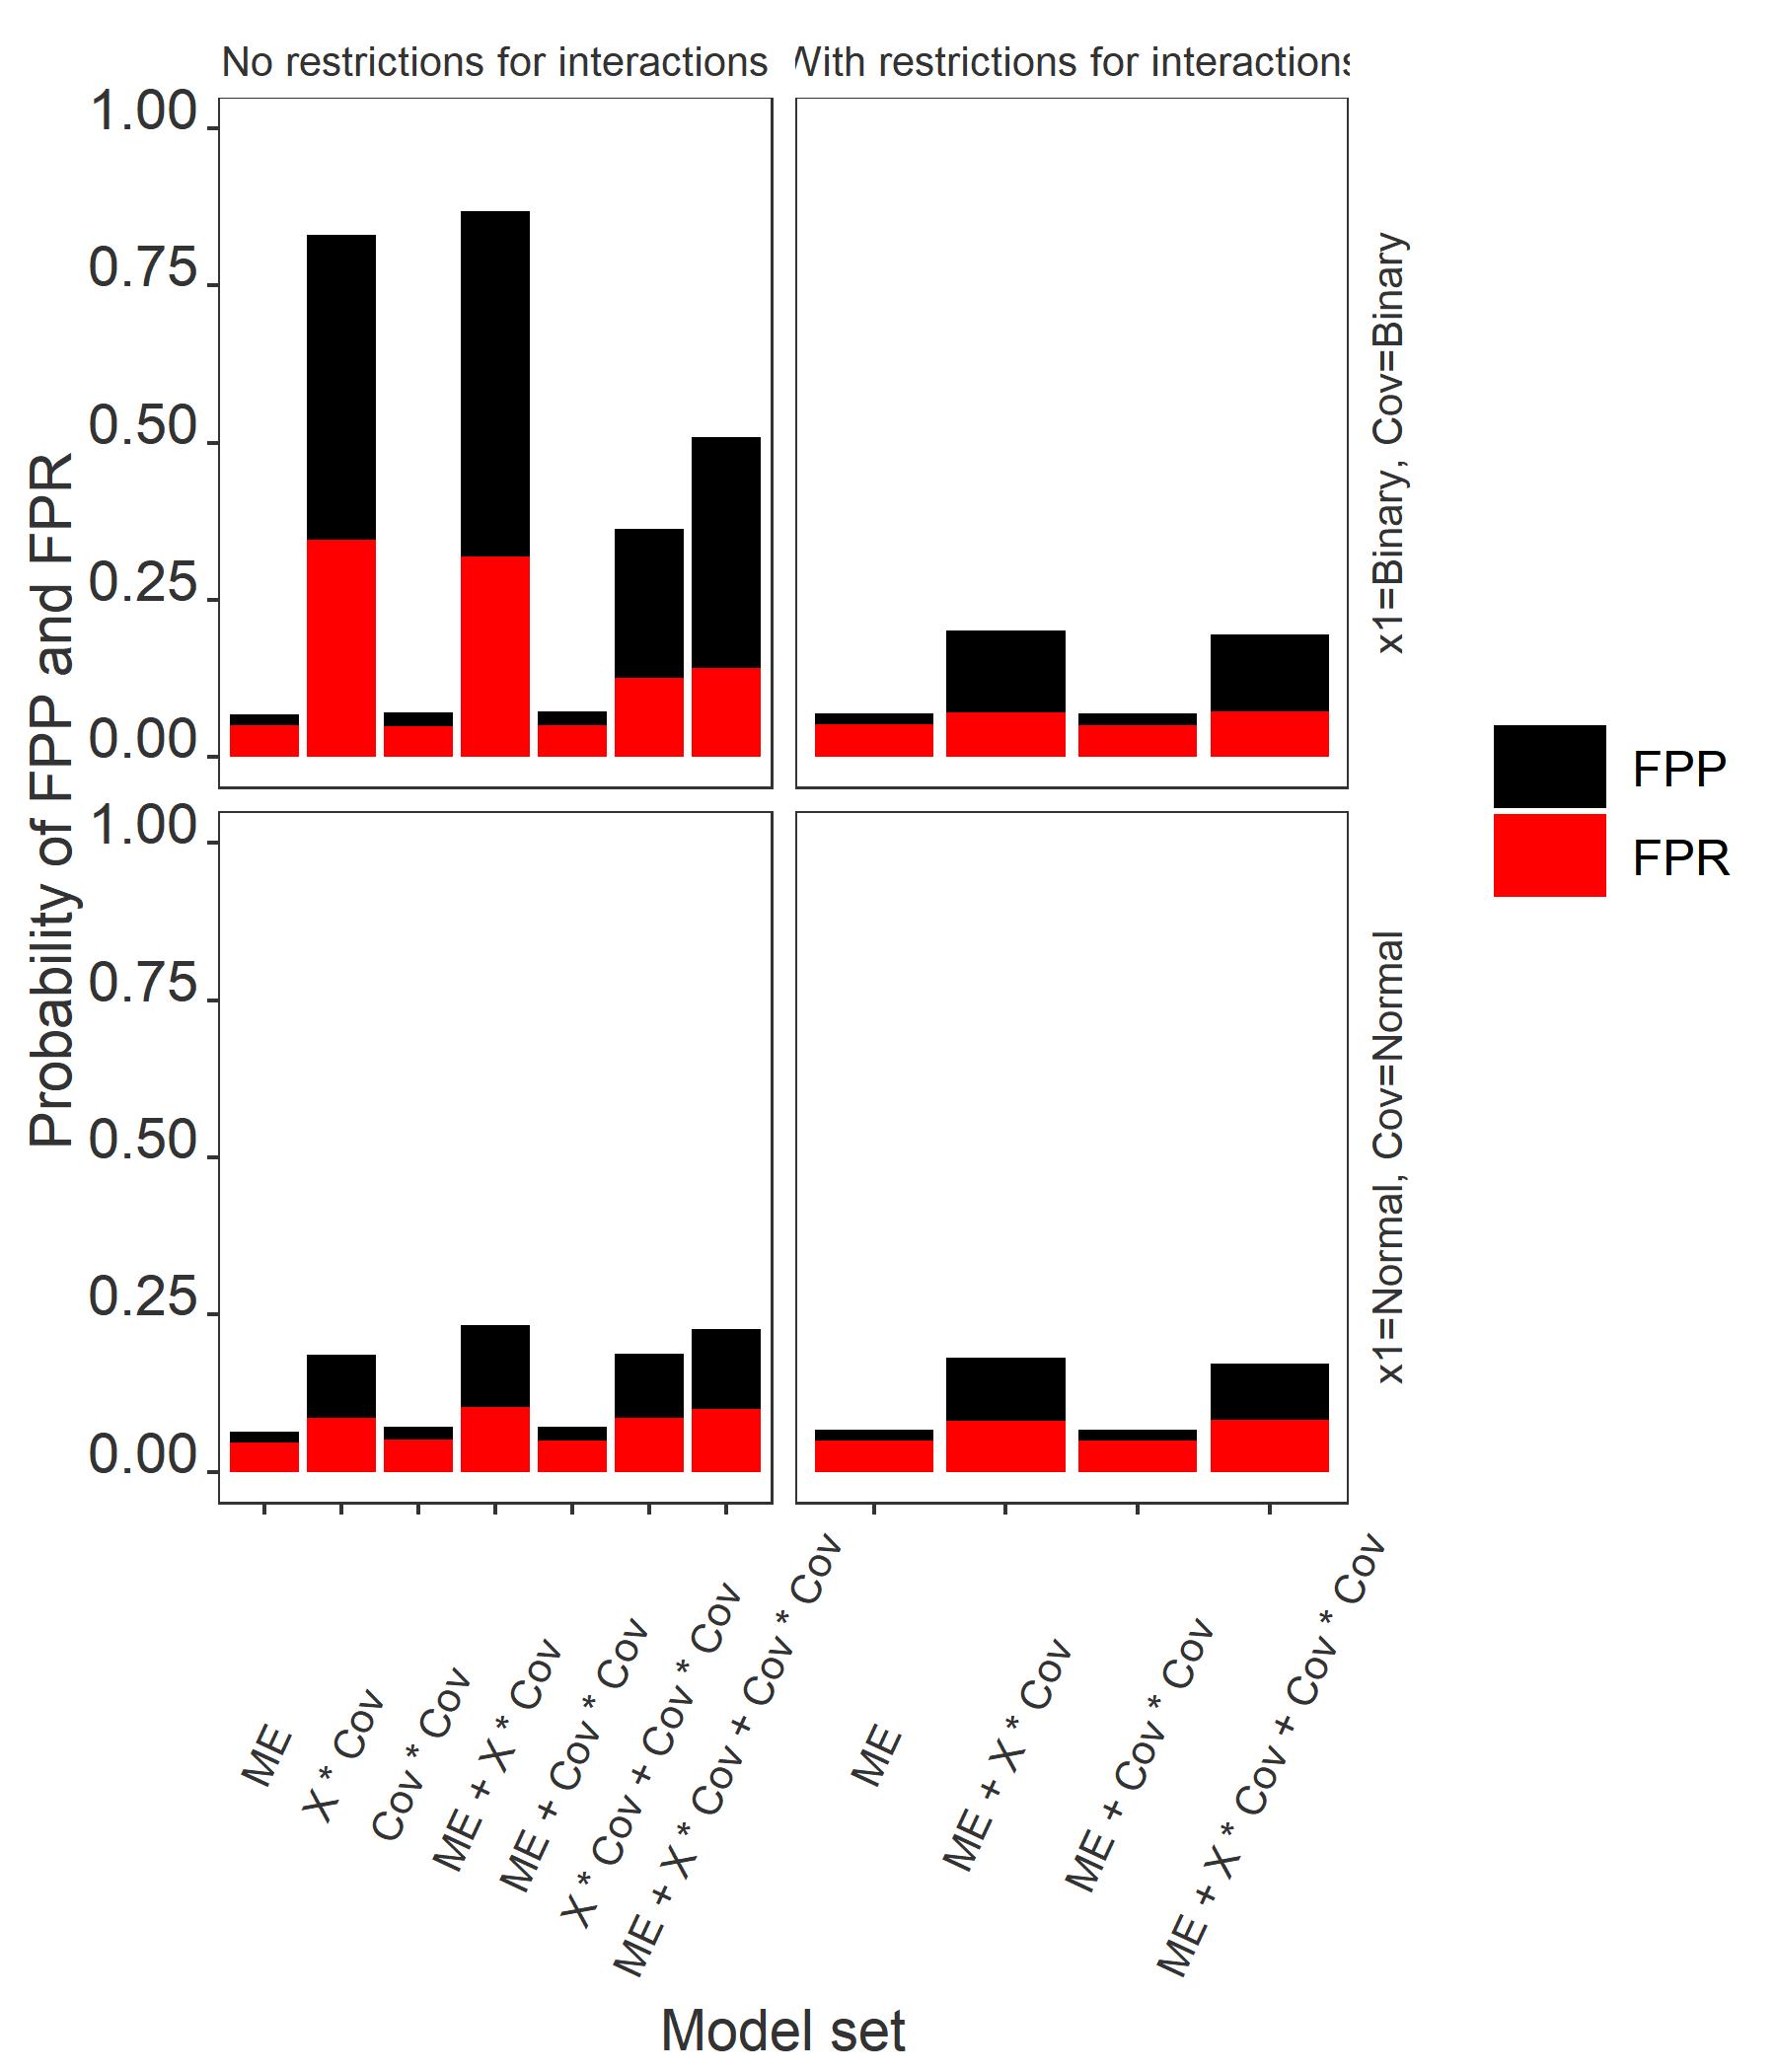 No restrictions for interactions
With restrictions for interactions
1.00
0.75
0.50
0.25
0.00
x1=Binary, Cov=Binary
1.00
0.75
0.50
0.25
0.00
x1=Normal, Cov=Normal
Probability of FPP and FPR
FPP
FPR
ME
X * Cov
Cov * Cov
ME + X * Cov
ME + Cov * Cov
X * Cov + Cov * Cov
ME + X * Cov + Cov * Cov
ME
ME + X * Cov
ME + Cov * Cov
ME + X * Cov + Cov * Cov
Model set